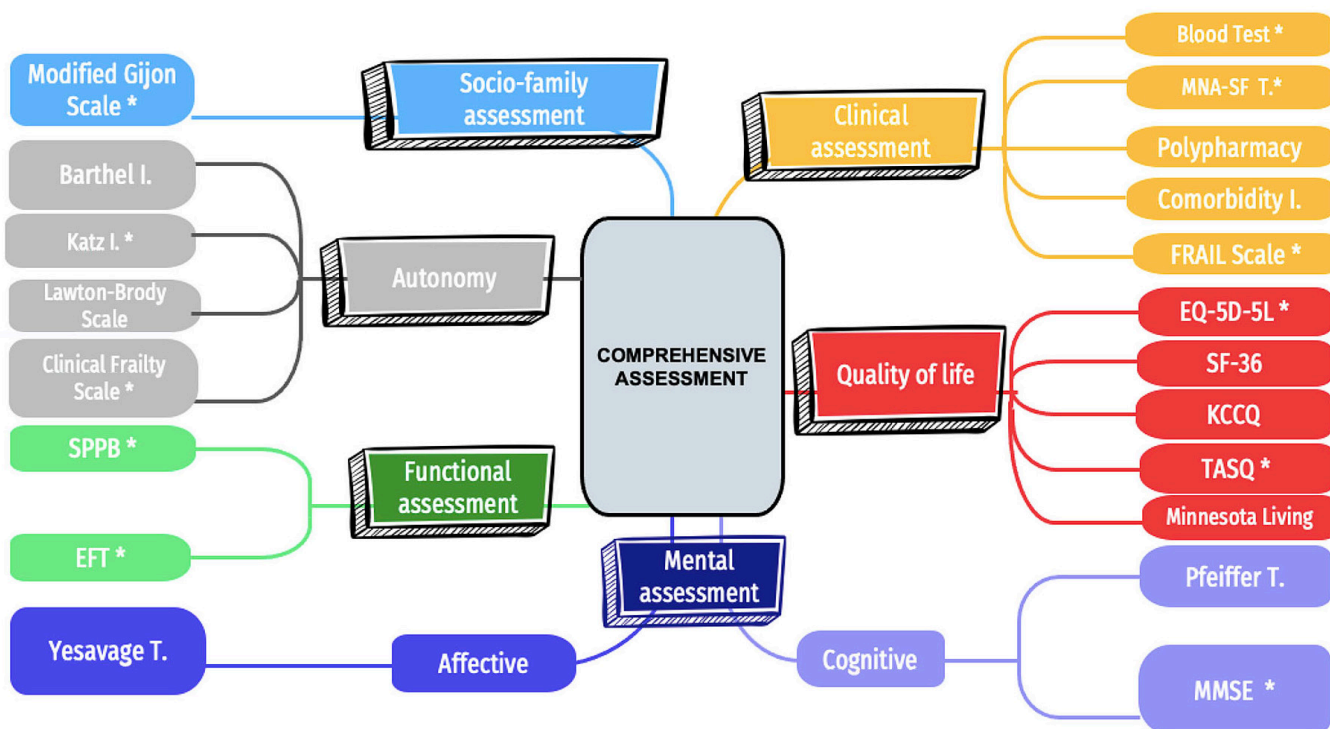 Modified Gijon
Scale *
Barthel I.
Katz I. *
Lawton-Brody
Scale
Clinical Frailty
Scale *
SPPB *
EFT *
Yesavage T.
Socio-family
assessment
Autonomy
Functional
assessment
Affective
COMPREHENSIVE
ASSESSMENT
Mental
assessment
Cognitive
Clinical
assessment
Quality of life
Blood Test *
MNA-SF T.*
Polypharmacy
Comorbidity I.
FRAIL Scale *
EQ-5D-5L *
SF-36
KCCQ
TASQ *
Minnesota Living
Pfeiffer T.
MMSE *